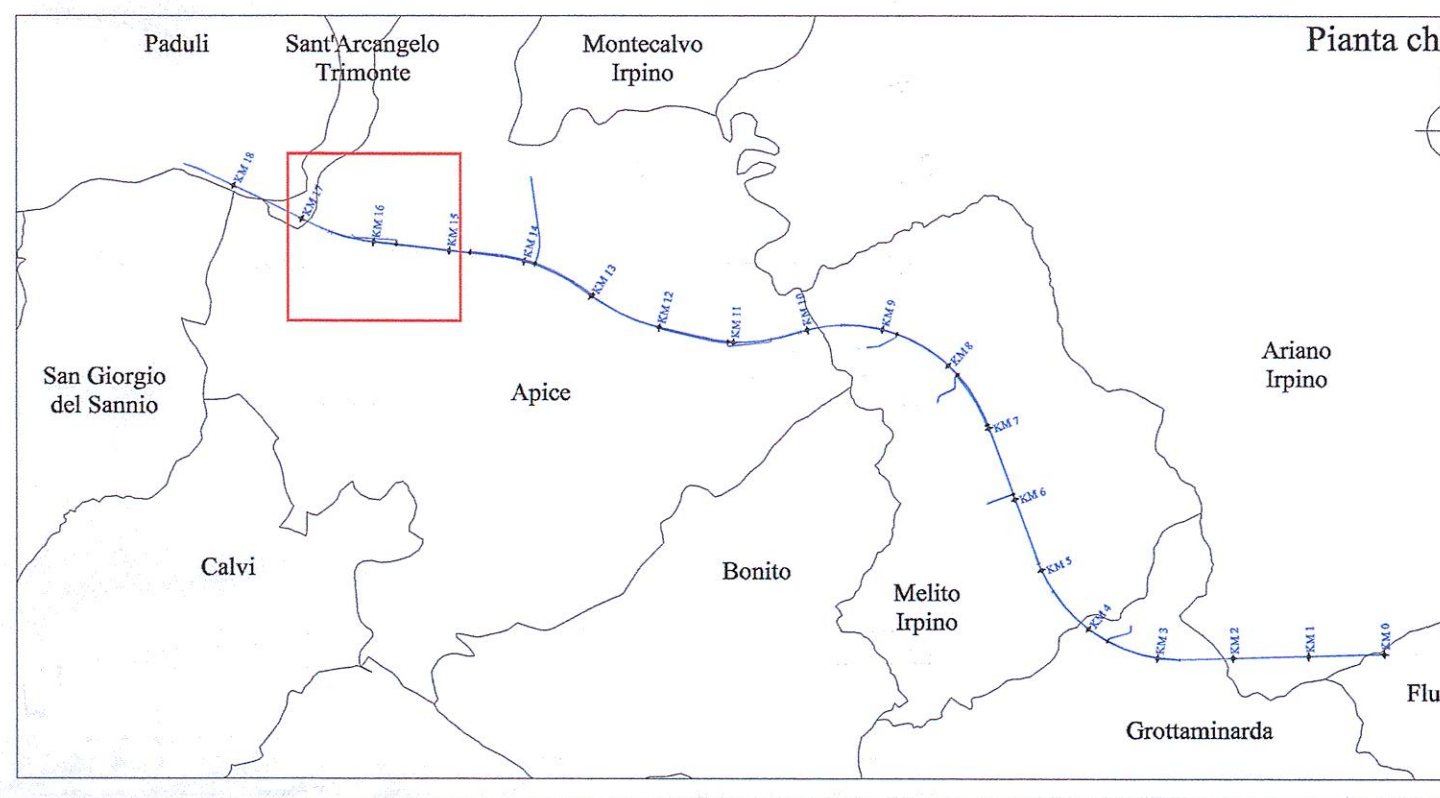 Paduli
Sant'Arcangelo
Trimonte
Montecalvo
Irpino
Pianta ch
KM 18
KM 17
KM 16
KM 15
KM 14
KM 13
KM 12
KM 11
KM 10
KM 9
KM 8
KM 7
KM 6
KM 5
KM 4
KM 3
KM 2
KM 1
KM 0
San Giorgio
del Sannio
Apice
Ariano
Irpino
Calvi
Bonito
Melito
Irpino
Flu
Grottaminarda